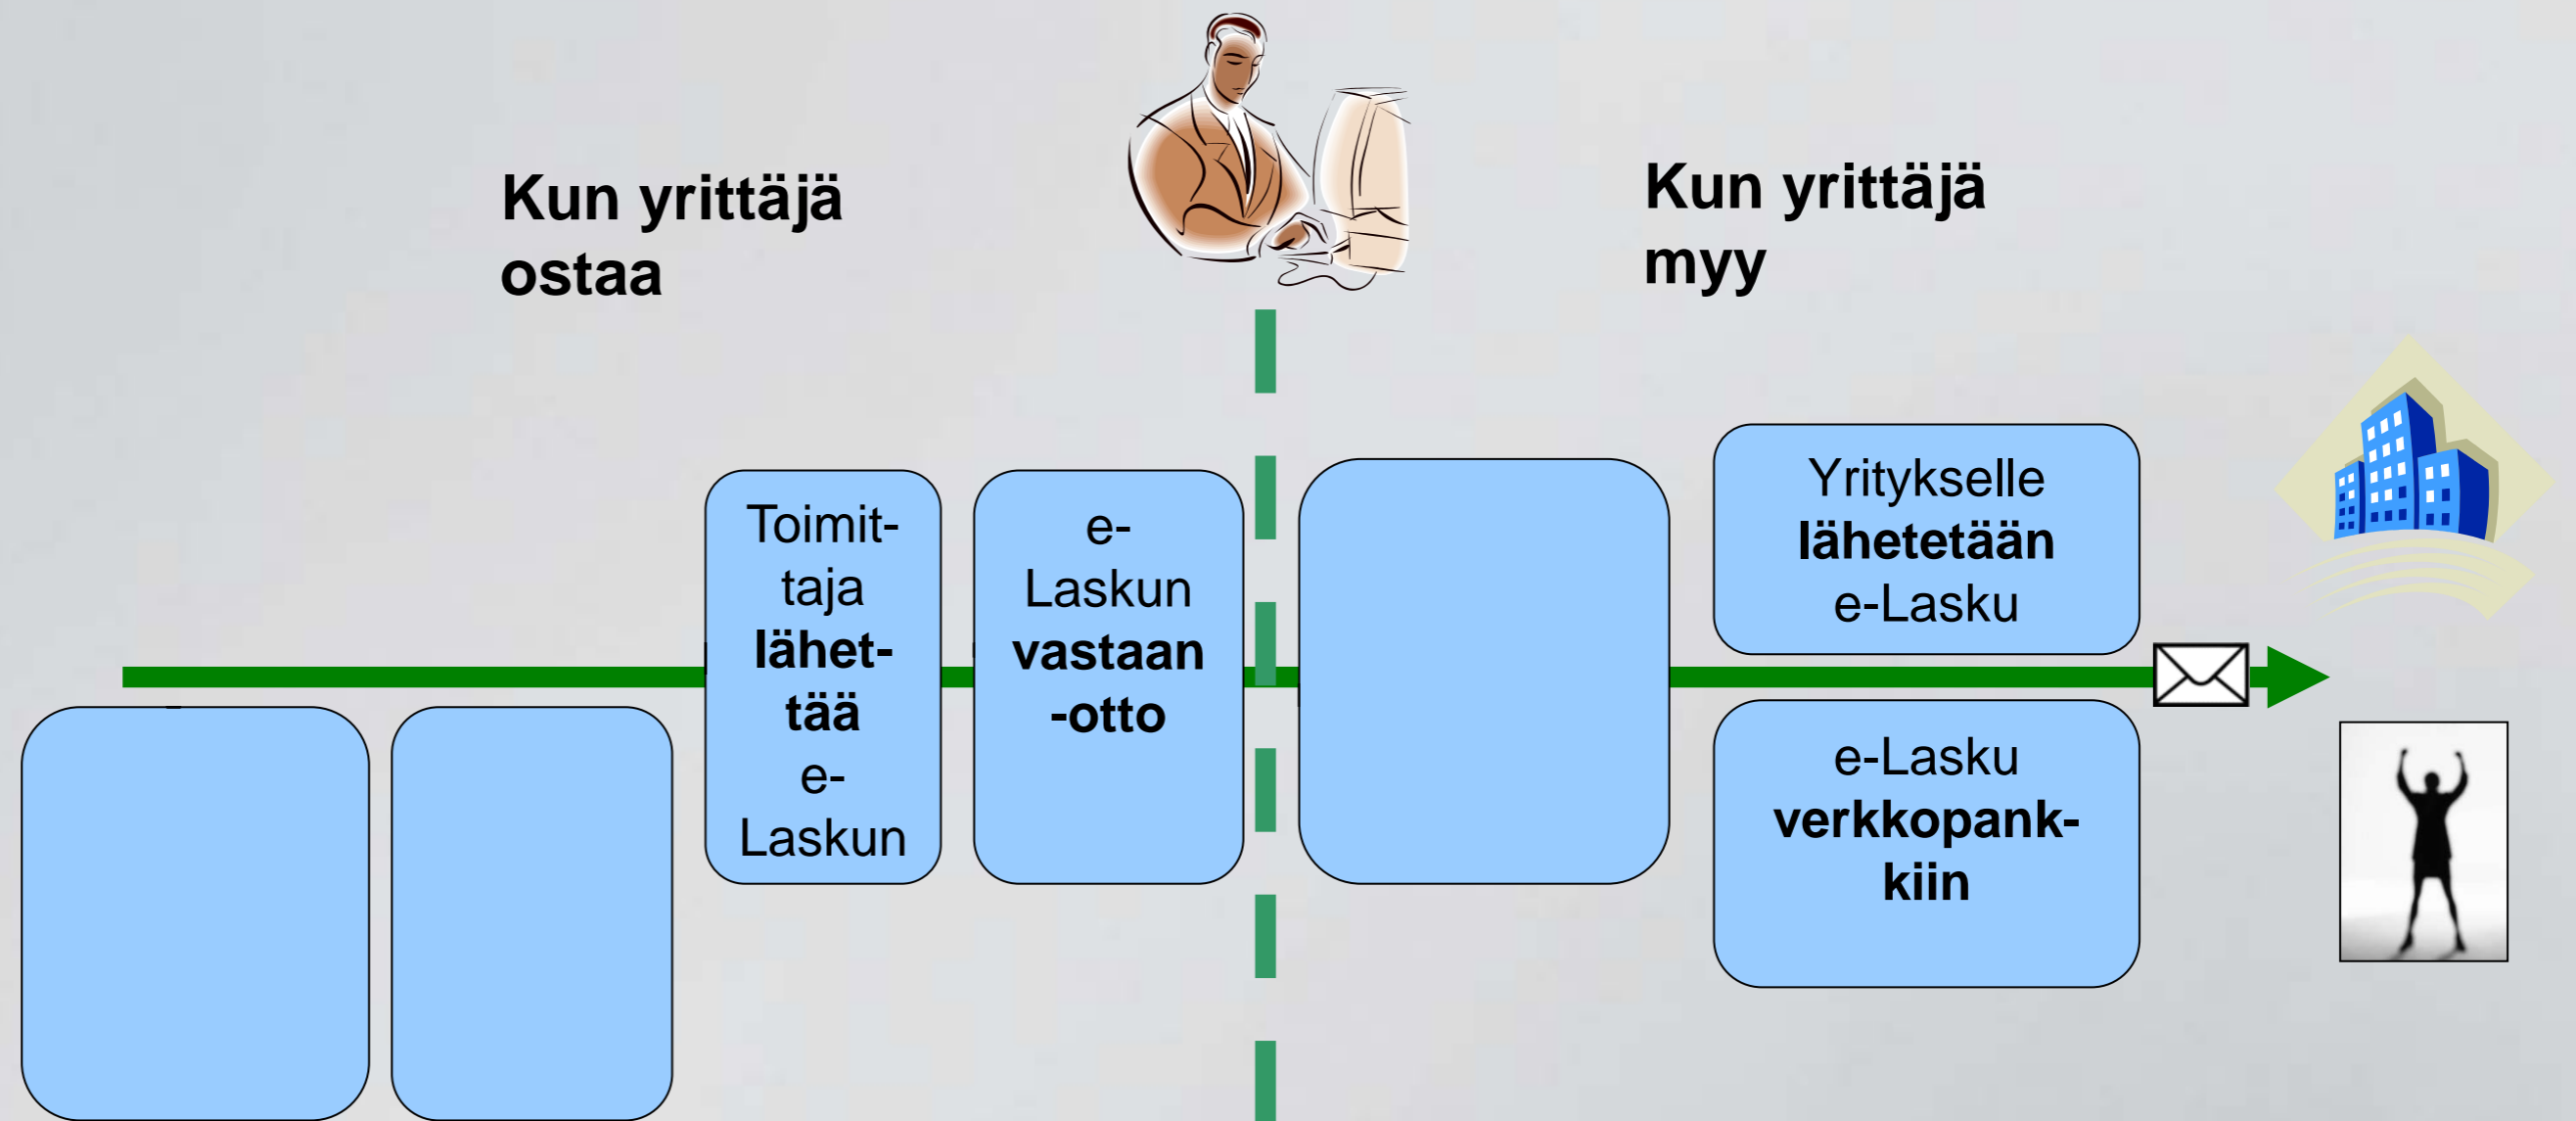 Kun yrittäjä
ostaa
Kun yrittäjä
myy
Toimit-
taja
lähet-
tää
e-
Laskun
e-
Laskun
vastaan
-otto
Yritykselle
lähetetään
e-Lasku
e-Lasku
verkkopank-
kiin